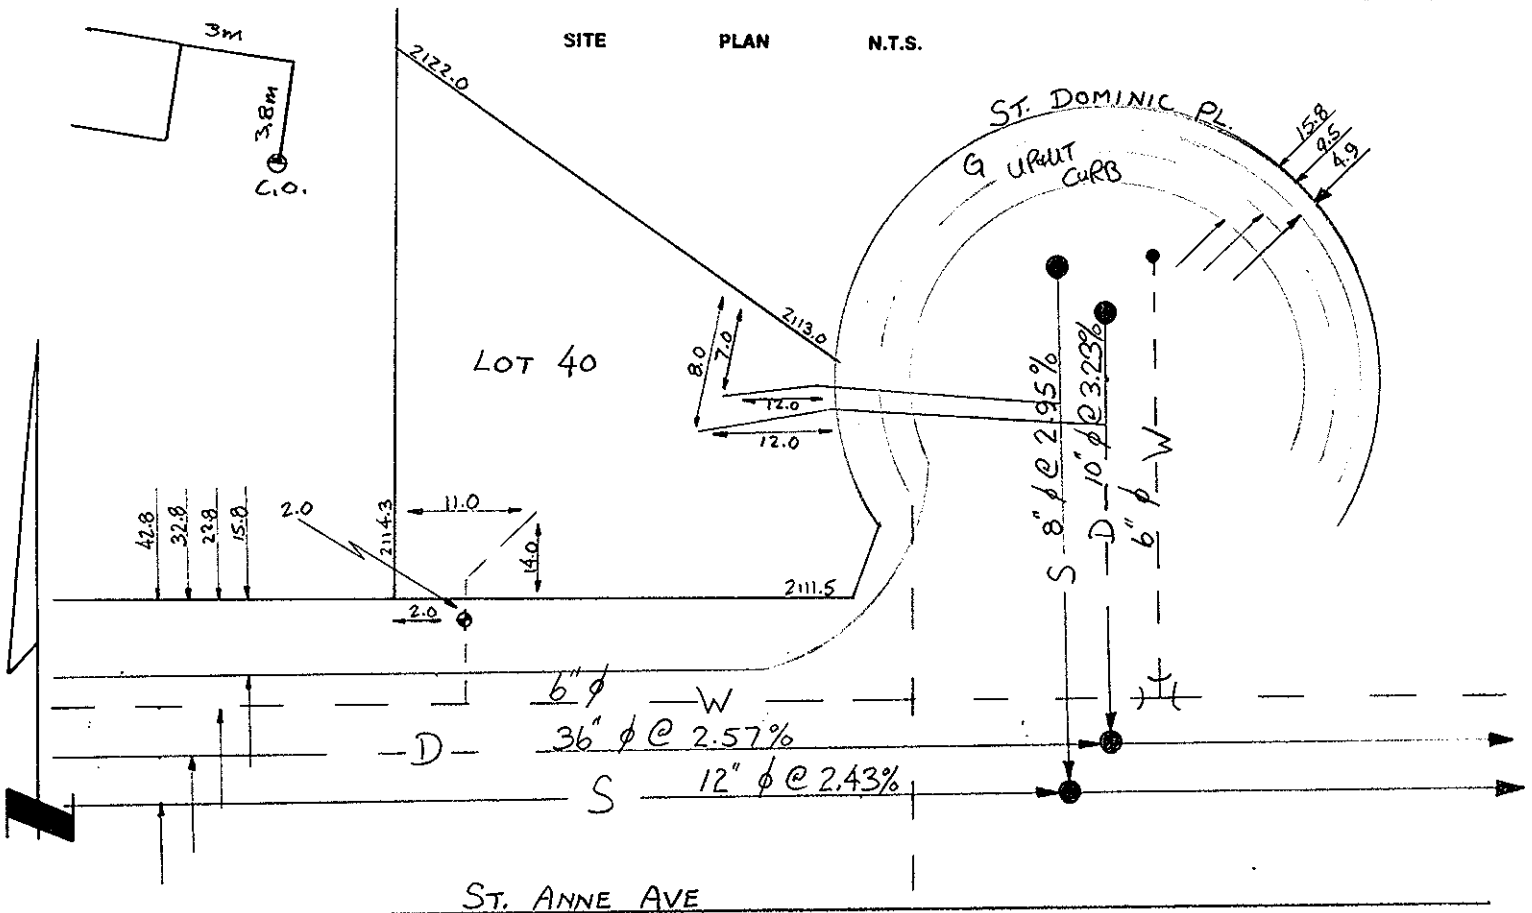 SITE PLAN N.T.S.
3m
3.8m
C.O.
2122.0
ST. DOMINIC PL.
G UPRUT CURB
15.8
9.5
4.9
2113.0
LOT 40
8.0
7.0
12.0
12.0
8" ϕ @ 2.95%
S
10" ϕ @ 3.23%
D
6" ϕ W
42.8
32.8
22.8
15.8
2.0
2114.3
11.0
14.0
2.0
2111.5
6" ϕ W
D 36" ϕ @ 2.57%
S 12" ϕ @ 2.43%
ST. ANNE AVE